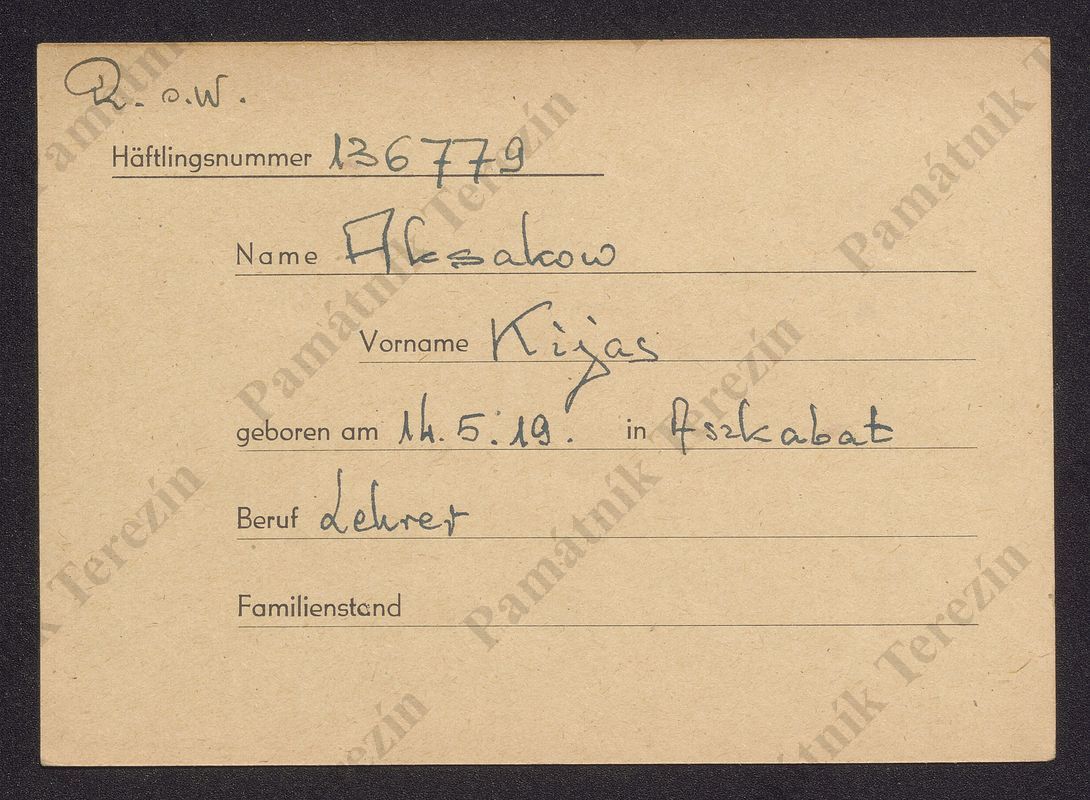 R. o.W.
Häftlingsnummer 136779
Name Aksakow
Vorname Kijas
geboren am 14.5.19. in Aszkabat
Beruf Lehrer
Familienstand
Památník Terezín